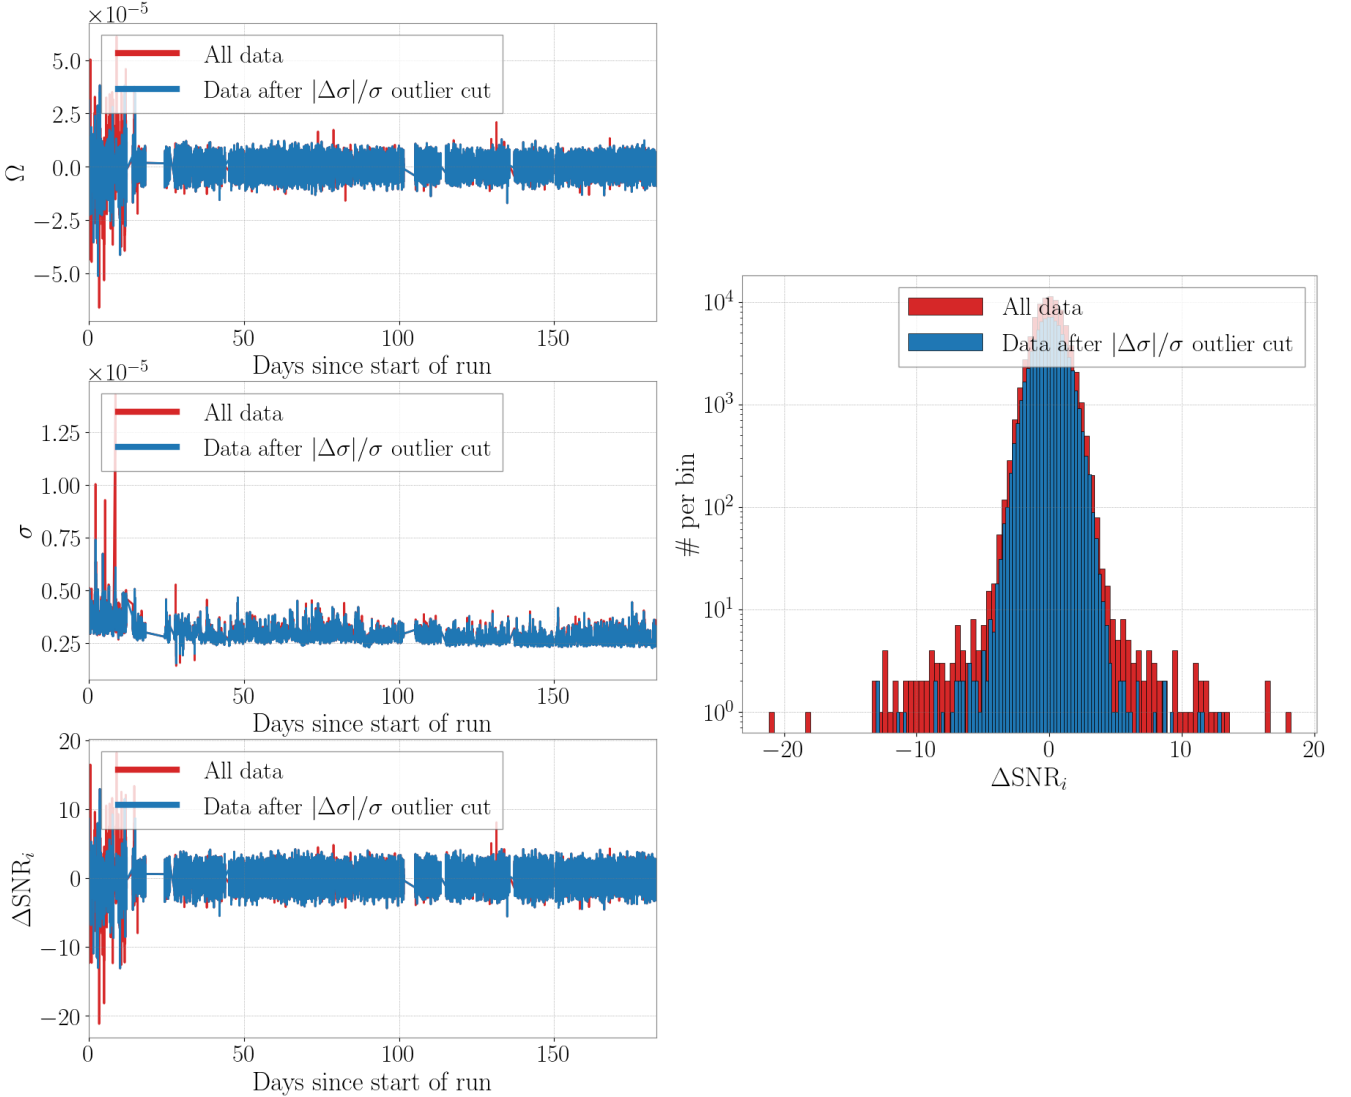 ×10⁻⁵
All data
Data after |Δσ|/σ outlier cut
5.0
2.5
0.0
−2.5
−5.0
Ω
0 50 100 150
Days since start of run
×10⁻⁵
All data
Data after |Δσ|/σ outlier cut
1.25
1.00
0.75
0.50
0.25
σ
0 50 100 150
Days since start of run
20
10
0
−10
−20
All data
Data after |Δσ|/σ outlier cut
ΔSNRᵢ
0 50 100 150
Days since start of run
All data
Data after |Δσ|/σ outlier cut
10⁴
10³
10²
10¹
10⁰
# per bin
−20 −10 0 10 20
ΔSNRᵢ